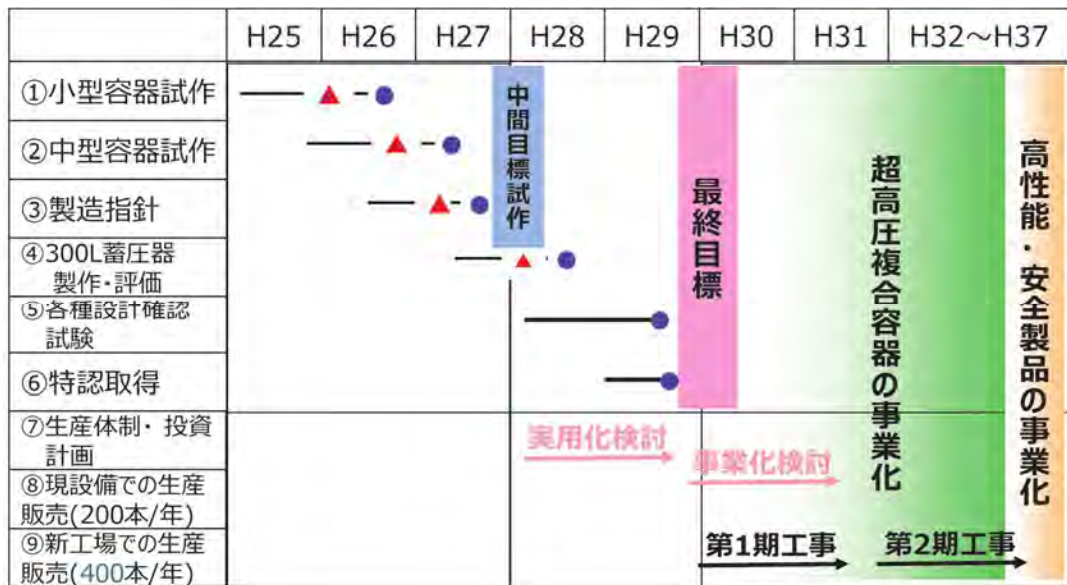 H25 H26 H27 H28 H29 H30 H31 H32～H37
①小型容器試作
②中型容器試作
③製造指針
④300L蓄圧器
製作・評価
⑤各種設計確認
試験
⑥特認取得
⑦生産体制・投資
計画
⑧現設備での生産
販売(200本/年)
⑨新工場での生産
販売(400本/年)
中間目標試作
最終目標
超高圧複合容器の事業化
高性能・安全製品の事業化
実用化検討
事業化検討
第1期工事
第2期工事